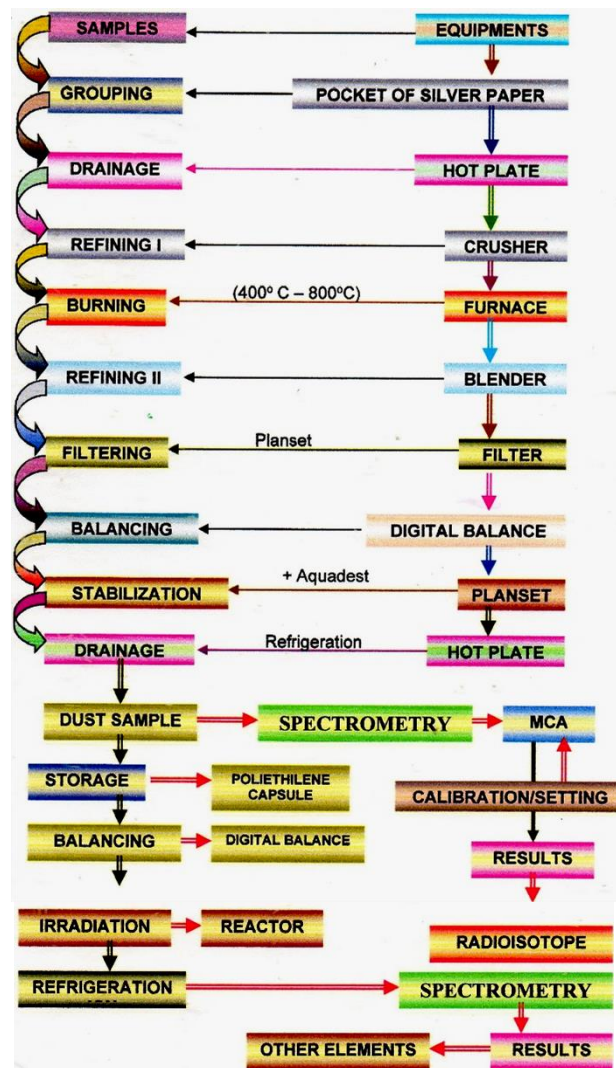 SAMPLES
EQUIPMENTS
GROUPING
POCKET OF SILVER PAPER
DRAINAGE
HOT PLATE
REFINING I
CRUSHER
BURNING
(400º C – 800ºC)
FURNACE
REFINING II
BLENDER
FILTERING
Planset
FILTER
BALANCING
DIGITAL BALANCE
STABILIZATION
+ Aquadest
PLANSET
DRAINAGE
Refrigeration
HOT PLATE
DUST SAMPLE
SPECTROMETRY
MCA
STORAGE
POLIETHILENE
CAPSULE
CALIBRATION/SETTING
BALANCING
DIGITAL BALANCE
RESULTS
IRRADIATION
REACTOR
RADIOISOTOPE
REFRIGERATION
SPECTROMETRY
OTHER ELEMENTS
RESULTS